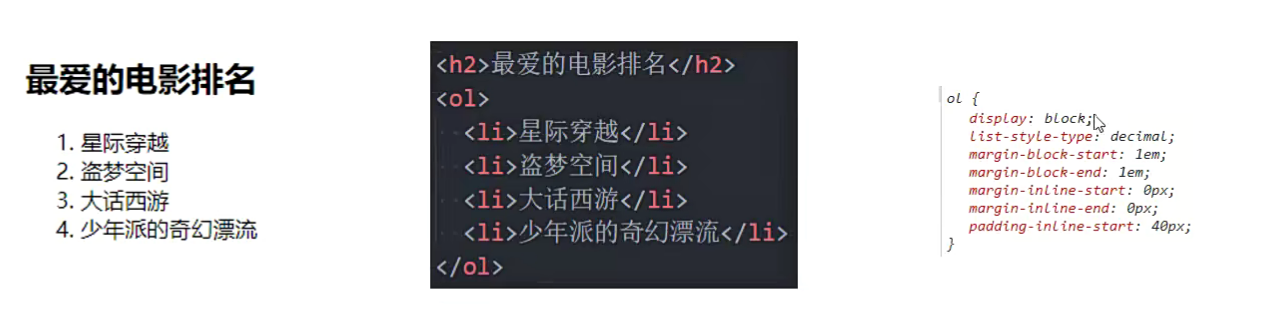 最爱的电影排名
1. 星际穿越
2. 盗梦空间
3. 大话西游
4. 少年派的奇幻漂流
<h2>最爱的电影排名</h2>
<ol>
<li>星际穿越</li>
<li>盗梦空间</li>
<li>大话西游</li>
<li>少年派的奇幻漂流</li>
</ol>
ol {
display: block;
list-style-type: decimal;
margin-block-start: 1em;
margin-block-end: 1em;
margin-inline-start: 0px;
margin-inline-end: 0px;
padding-inline-start: 40px;
}